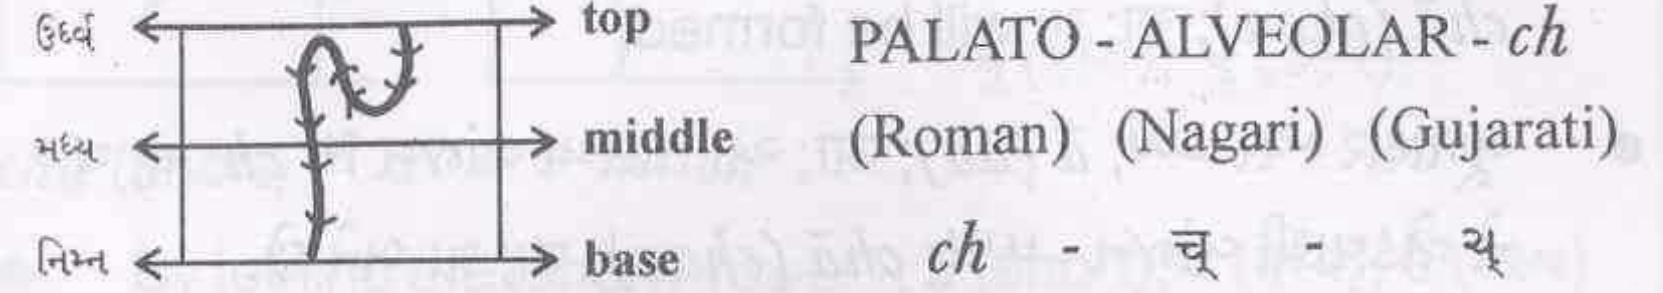 ઉર્ધ્વ top PALATO - ALVEOLAR - ch
મધ્ય middle (Roman) (Nagari) (Gujarati)
નિમ્ન base ch - च् - ચ્